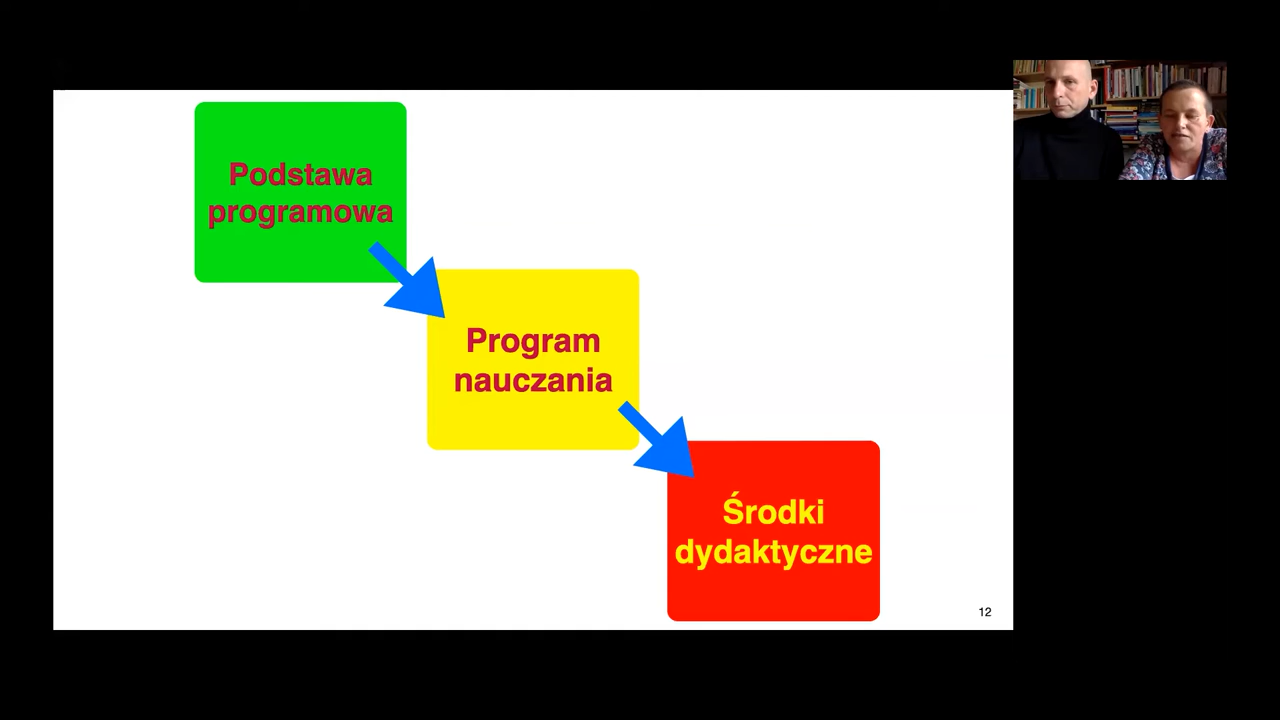 Podstawa
programowa
Program
nauczania
Środki
dydaktyczne
12